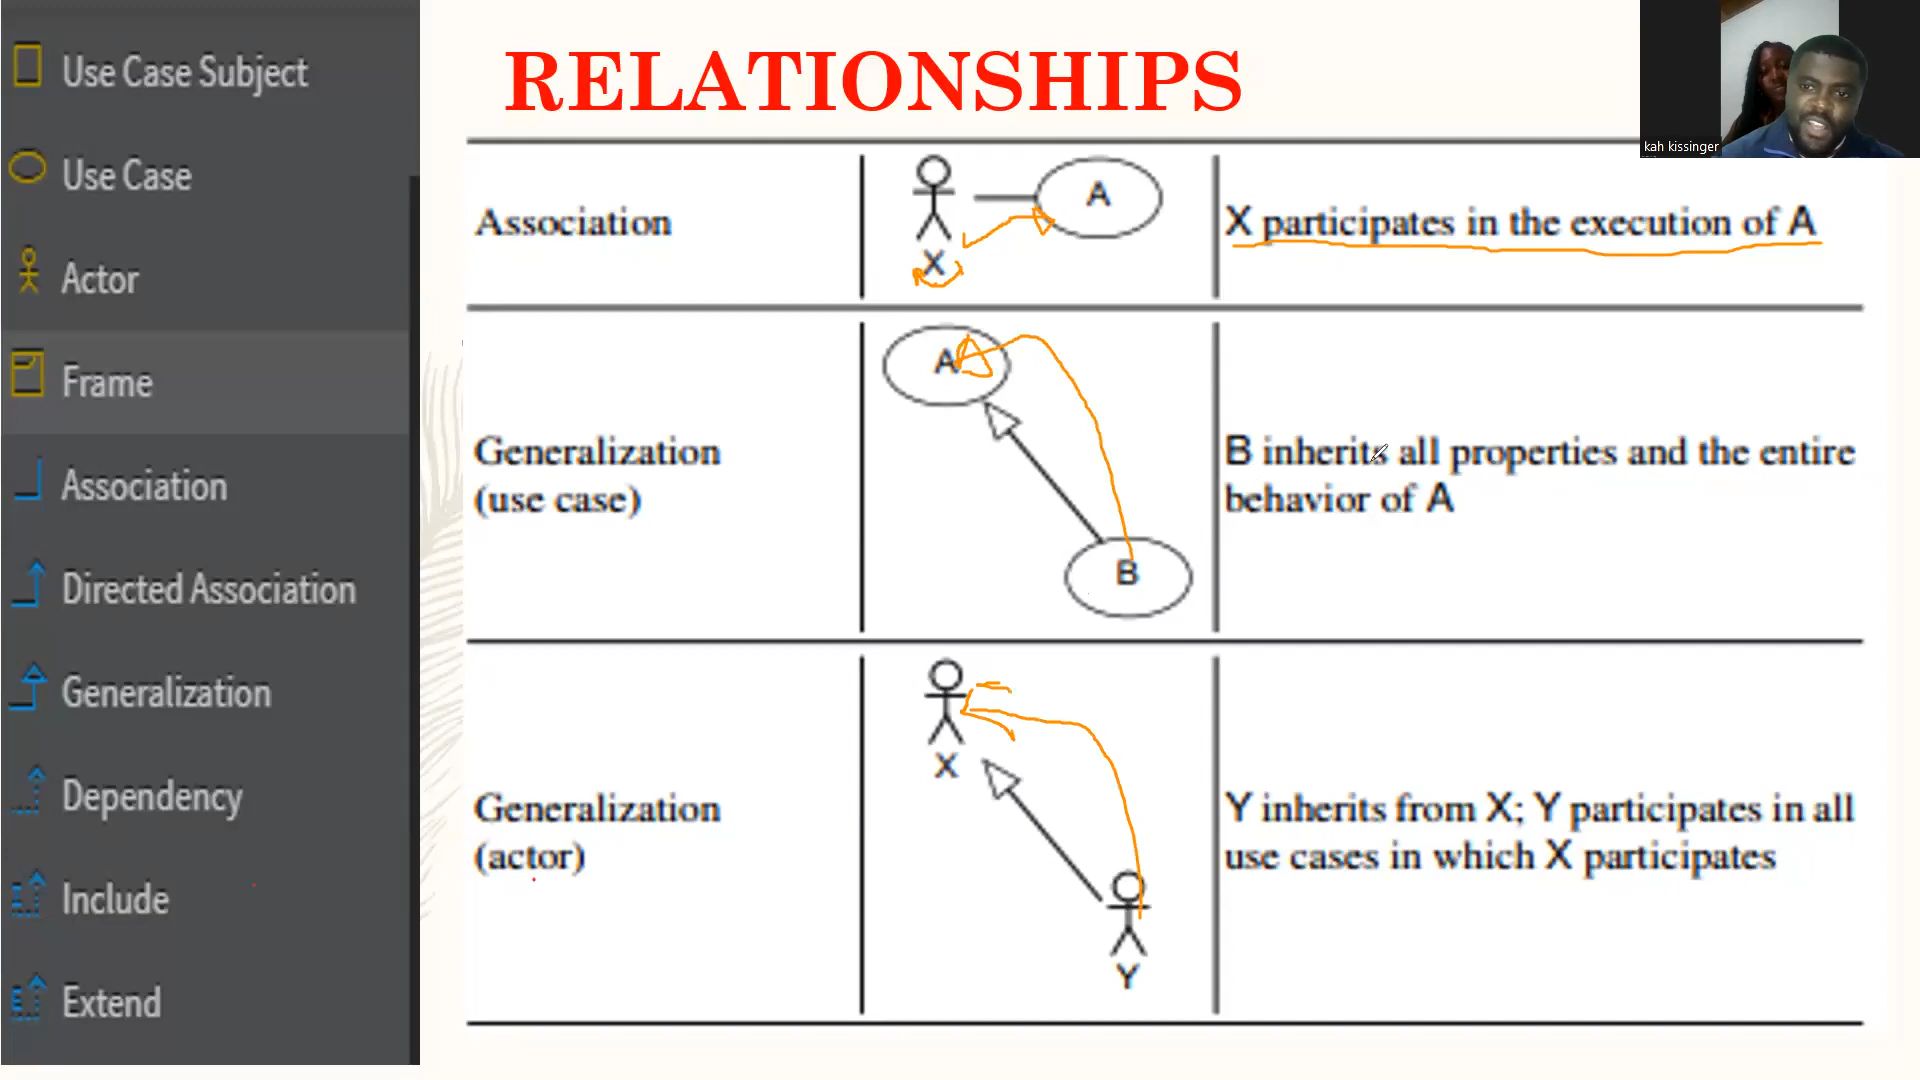 Use Case Subject
Use Case
Actor
Frame
Association
Directed Association
Generalization
Dependency
Include
Extend
RELATIONSHIPS
kah kissinger
Association
X
A
X participates in the execution of A
Generalization
(use case)
A
B
B inherits all properties and the entire
behavior of A
Generalization
(actor)
X
Y
Y inherits from X; Y participates in all
use cases in which X participates